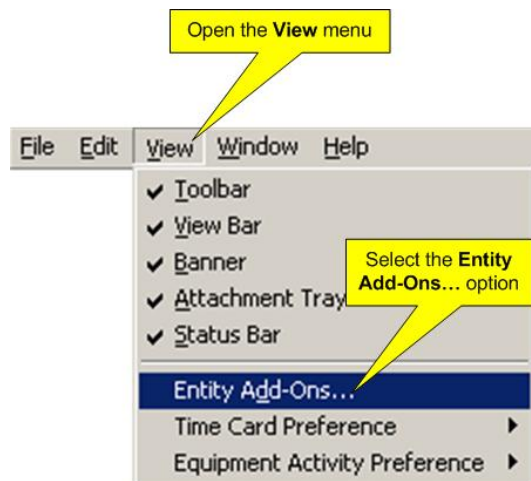 Open the View menu
File Edit View Window Help
Toolbar
View Bar
Banner
Attachment Tray
Status Bar
Select the Entity
Add-Ons... option
Entity Add-Ons...
Time Card Preference
Equipment Activity Preference